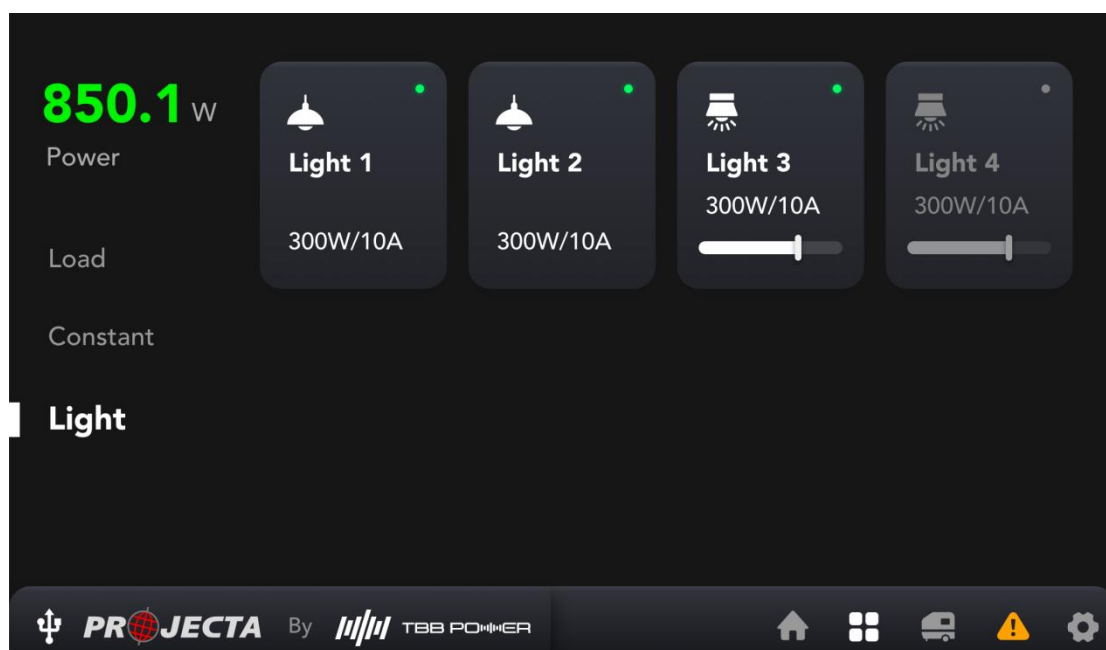 850.1 W
Power
Load
Constant
Light
Light 1
300W/10A
Light 2
300W/10A
Light 3
300W/10A
Light 4
300W/10A
PROJECTA By TBB POWER